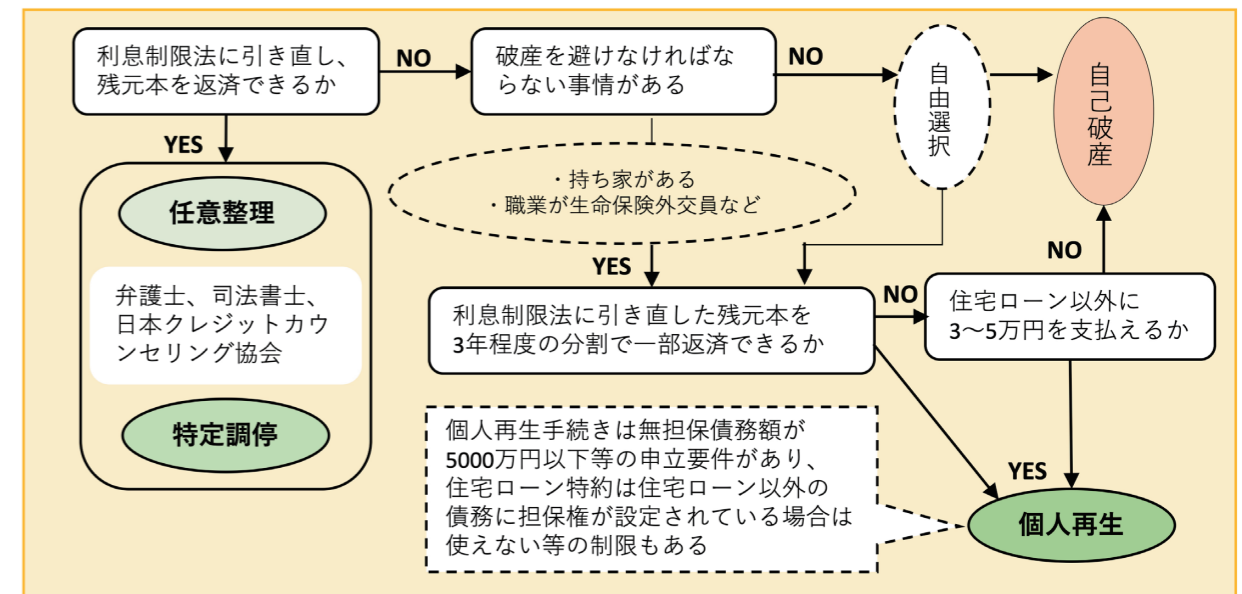 利息制限法に引き直し、
残元本を返済できるか
NO
破産を避けなければな
らない事情がある
NO
自由選択
自己破産
YES
任意整理
弁護士、司法書士、
日本クレジットカウ
ンセリング協会
特定調停
・持ち家がある
・職業が生命保険外交員など
YES
利息制限法に引き直した残元本を
3年程度の分割で一部返済できるか
NO
住宅ローン以外に
3〜5万円を支払えるか
NO
YES
個人再生手続きは無担保債務額が
5000万円以下等の申立要件があり、
住宅ローン特約は住宅ローン以外の
債務に担保権が設定されている場合は
使えない等の制限もある
個人再生